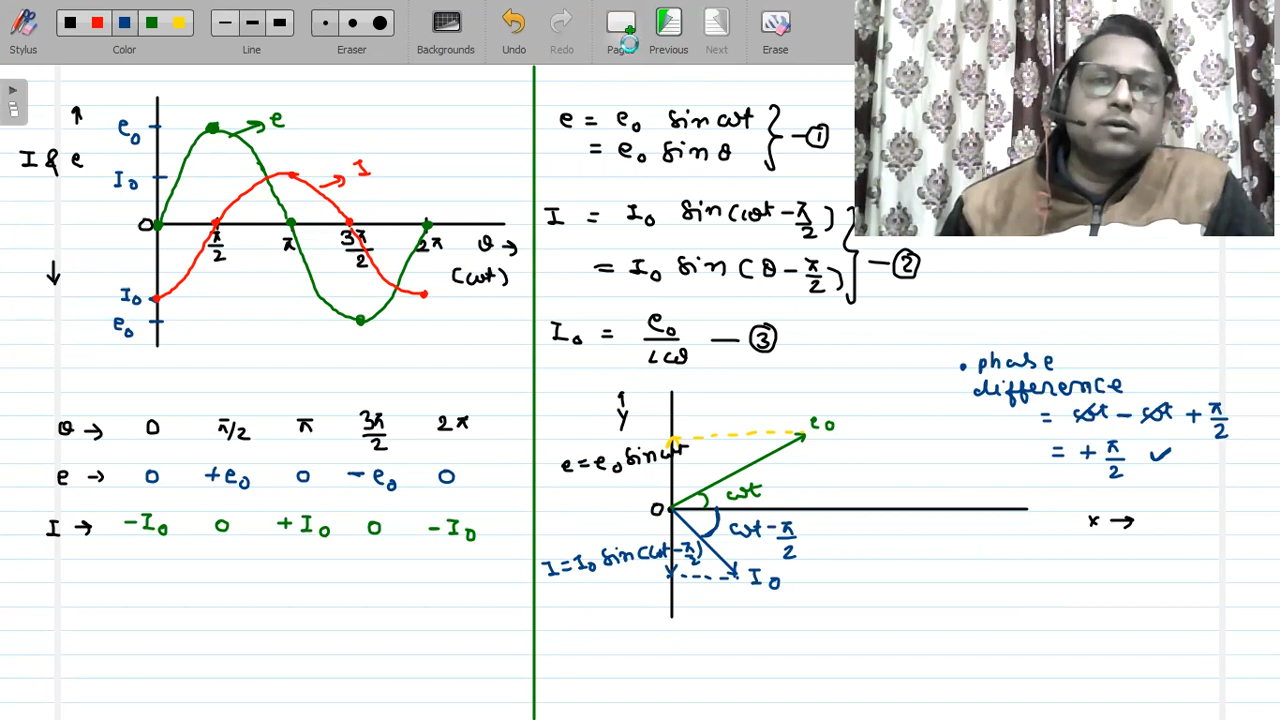 Stylus
Color
Line
Eraser
Backgrounds
Undo
Redo
Pages
Previous
Next
Erase
↑
e₀
I & e
I₀
0
↓
I₀
e₀
→ e
→ I
π/2
π
3π/2
2π
θ →
(ωt)
θ → 0 π/2 π 3π/2 2π
e → 0 +e₀ 0 -e₀ 0
I → -I₀ 0 +I₀ 0 -I₀
e = e₀ sin ωt
= e₀ sin θ } — ①
I = I₀ sin(ωt - π/2)
= I₀ sin(θ - π/2) } — ②
I₀ = e₀/Lω — ③
↑
Y
e₀
e = e₀ sin ωt
ωt
0
ωt - π/2
I = I₀ sin(ωt - π/2)
I₀
x →
• phase
difference
= ωt - ωt + π/2
= + π/2 ✓